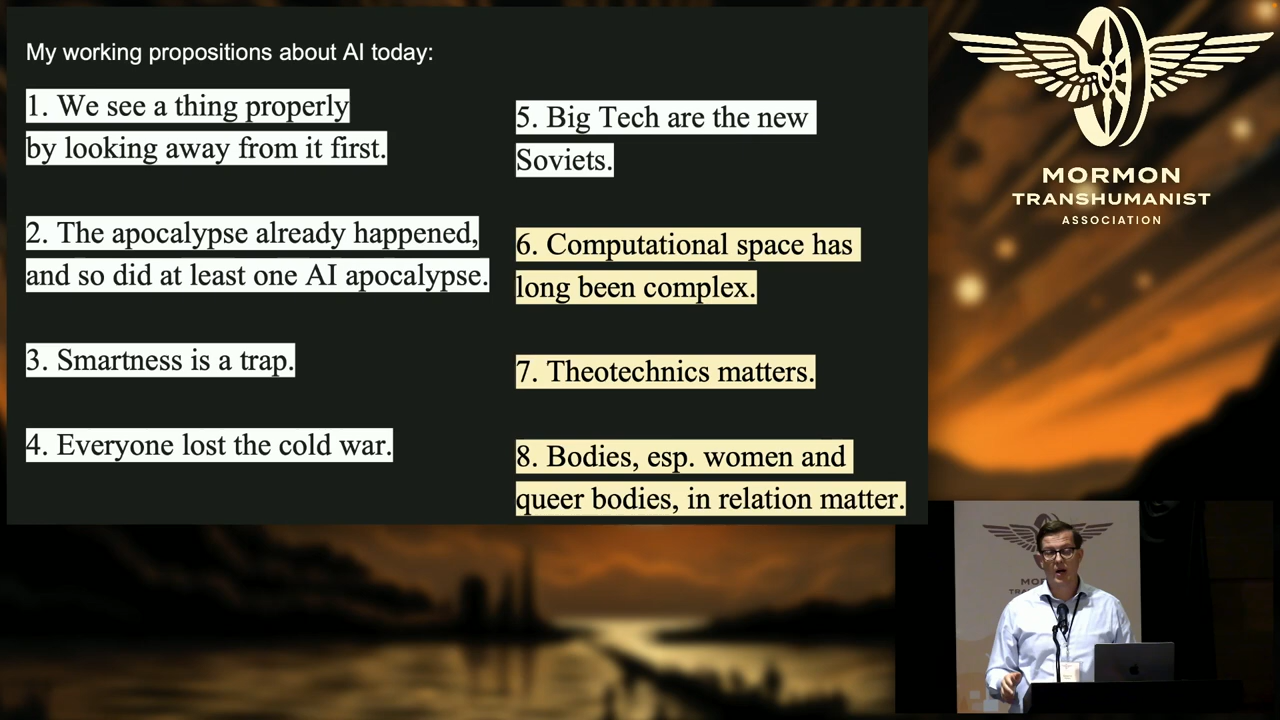 My working propositions about AI today:
1. We see a thing properly
by looking away from it first.
2. The apocalypse already happened,
and so did at least one AI apocalypse.
3. Smartness is a trap.
4. Everyone lost the cold war.
5. Big Tech are the new
Soviets.
6. Computational space has
long been complex.
7. Theotechnics matters.
8. Bodies, esp. women and
queer bodies, in relation matter.
MORMON
TRANSHUMANIST
ASSOCIATION